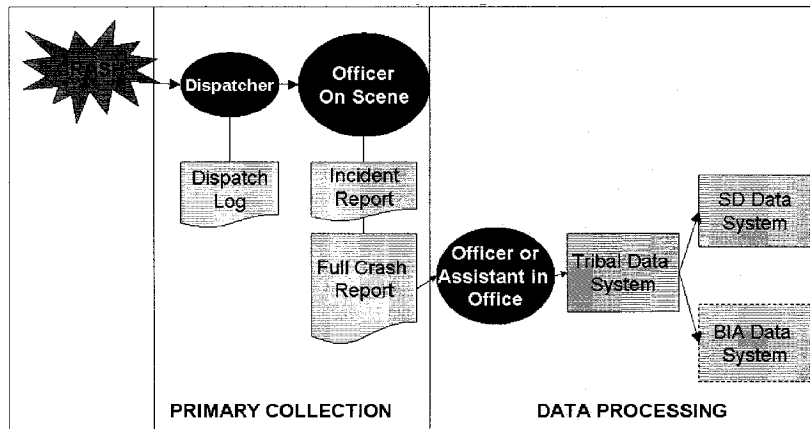 CRASH
Dispatcher
Officer
On Scene
Dispatch
Log
Incident
Report
Full Crash
Report
Officer or
Assistant in
Office
Tribal Data
System
SD Data
System
BIA Data
System
PRIMARY COLLECTION
DATA PROCESSING